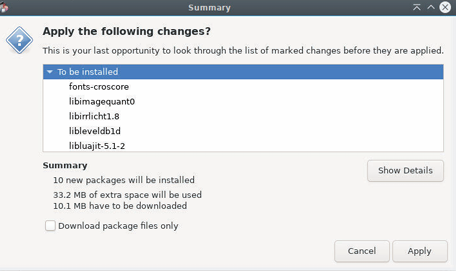 Summary
Apply the following changes?
This is your last opportunity to look through the list of marked changes before they are applied.
To be installed
fonts-croscore
libimagequant0
libirrlicht1.8
libleveldb1d
libluajit-5.1-2
Summary
10 new packages will be installed
33.2 MB of extra space will be used
10.1 MB have to be downloaded
Show Details
Download package files only
Cancel
Apply